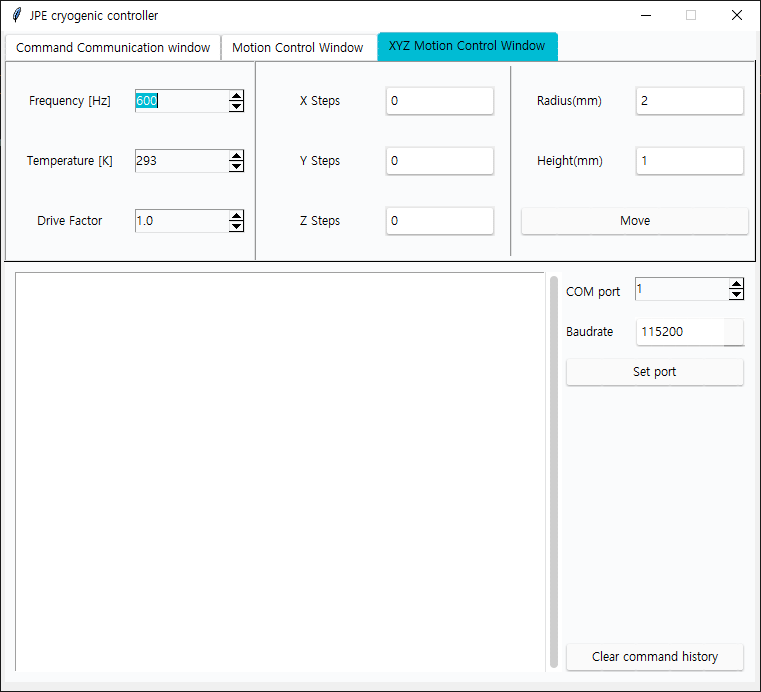 JPE cryogenic controller
Command Communication window
Motion Control Window
XYZ Motion Control Window
Frequency [Hz]
600
X Steps
0
Radius(mm)
2
Temperature [K]
293
Y Steps
0
Height(mm)
1
Drive Factor
1.0
Z Steps
0
Move
COM port
1
Baudrate
115200
Set port
Clear command history